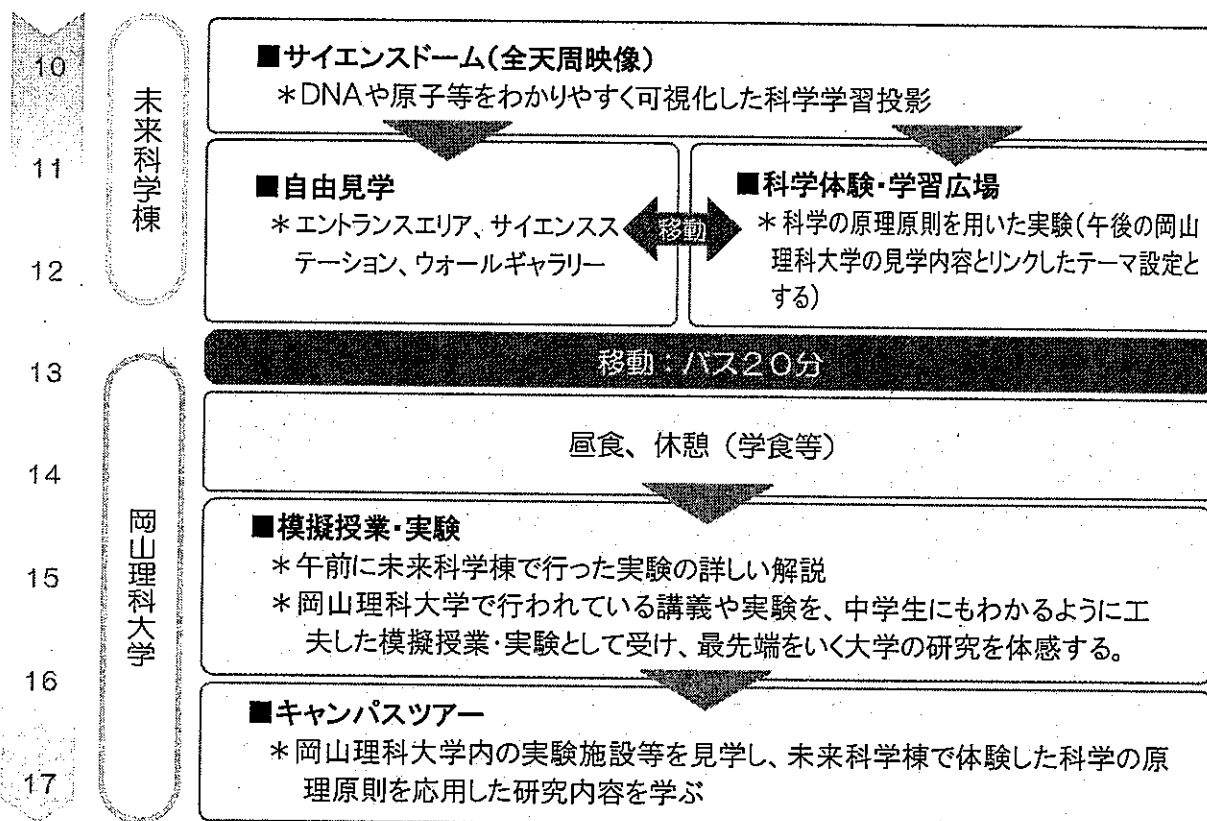 10
11
12
13
14
15
16
17
未来科学棟
岡山理科大学
■サイエンスドーム(全天周映像)
＊DNAや原子等をわかりやすく可視化した科学学習投影
■自由見学
＊エントランスエリア、サイエンスス
テーション、ウォールギャラリー
移動
■科学体験・学習広場
＊科学の原理原則を用いた実験(午後の岡山
理科大学の見学内容とリンクしたテーマ設定と
する)
移動：バス20分
昼食、休憩（学食等）
■模擬授業・実験
＊午前に未来科学棟で行った実験の詳しい解説
＊岡山理科大学で行われている講義や実験を、中学生にもわかるように工
夫した模擬授業・実験として受け、最先端をいく大学の研究を体感する。
■キャンパスツアー
＊岡山理科大学内の実験施設等を見学し、未来科学棟で体験した科学の原
理原則を応用した研究内容を学ぶ